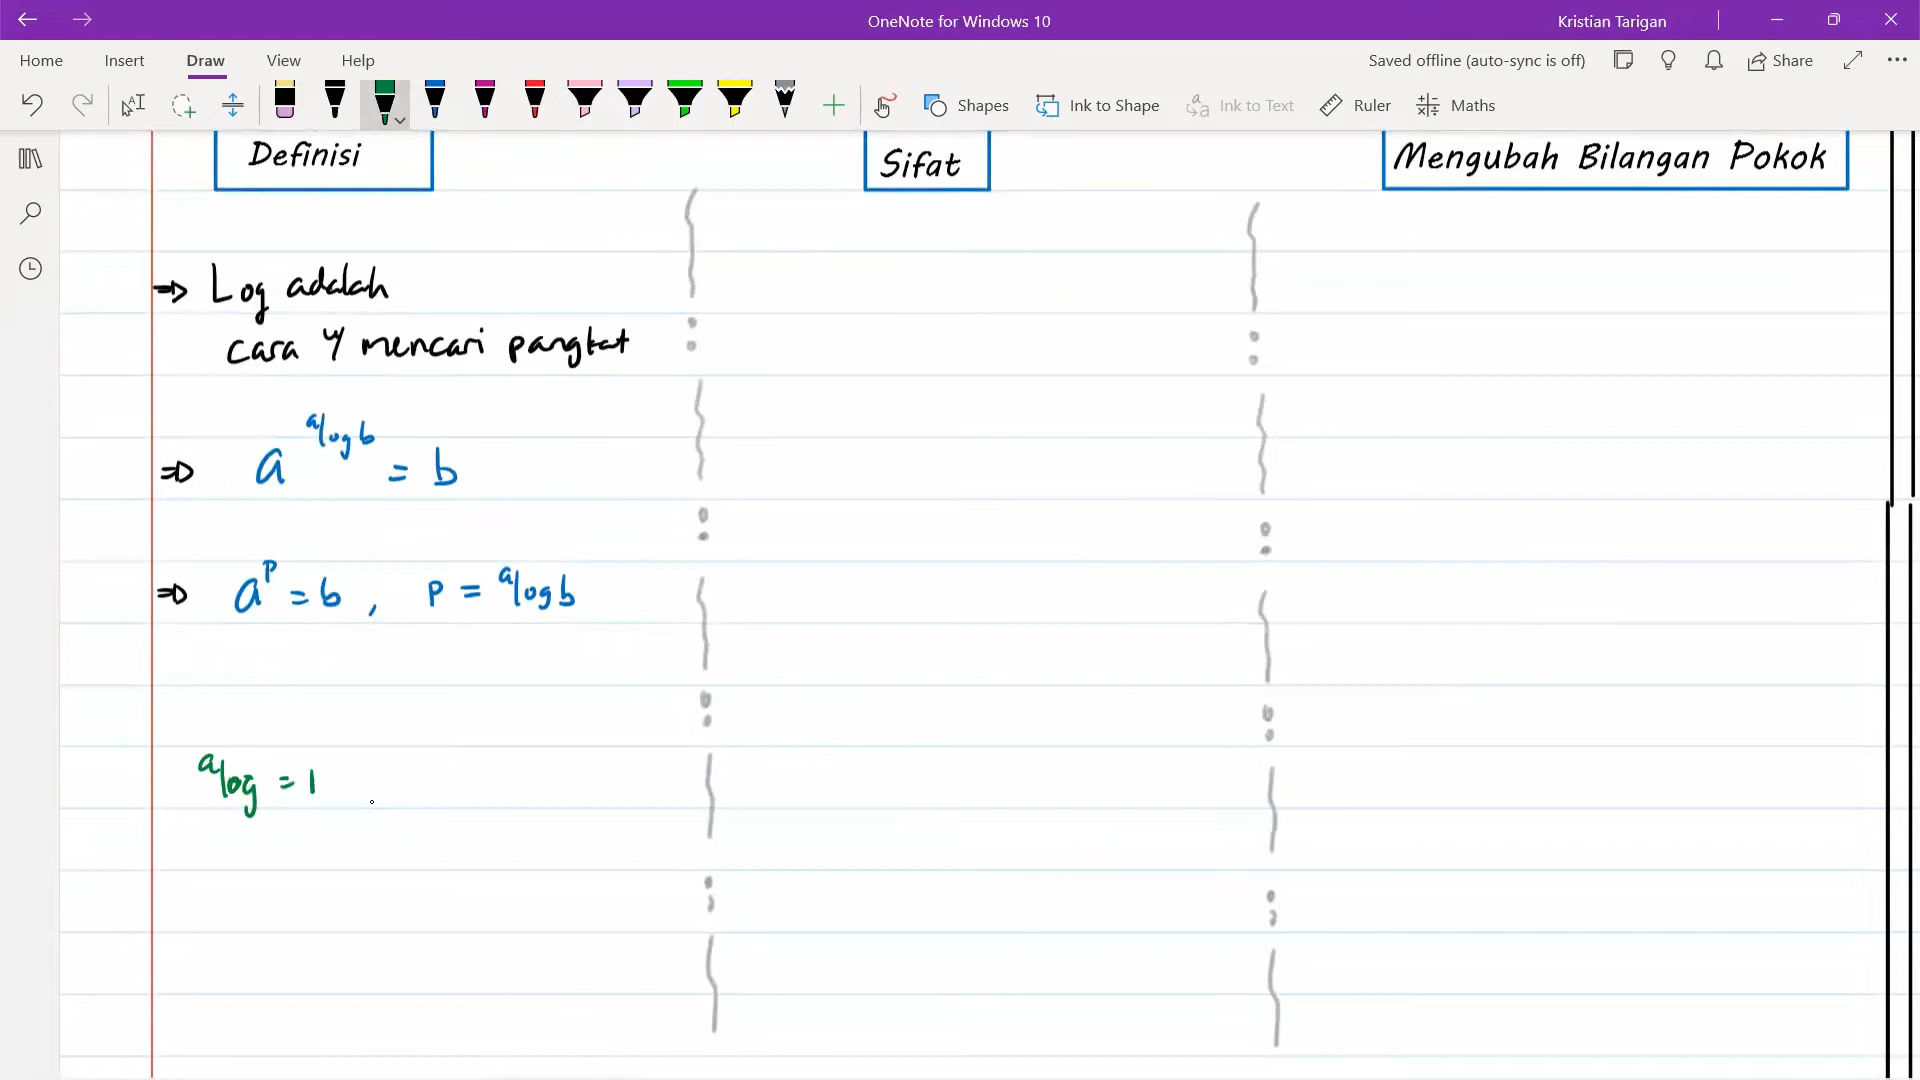 OneNote for Windows 10
Kristian Tarigan
Home Insert Draw View Help
Saved offline (auto-sync is off)
Share
Shapes
Ink to Shape
Ink to Text
Ruler
Maths
Definisi
Sifat
Mengubah Bilangan Pokok
⇒ Log adalah
cara u/ mencari pangkat
⇒ a^(ᵃlog b) = b
⇒ aᵖ = b, p = ᵃlog b
ᵃlog = 1